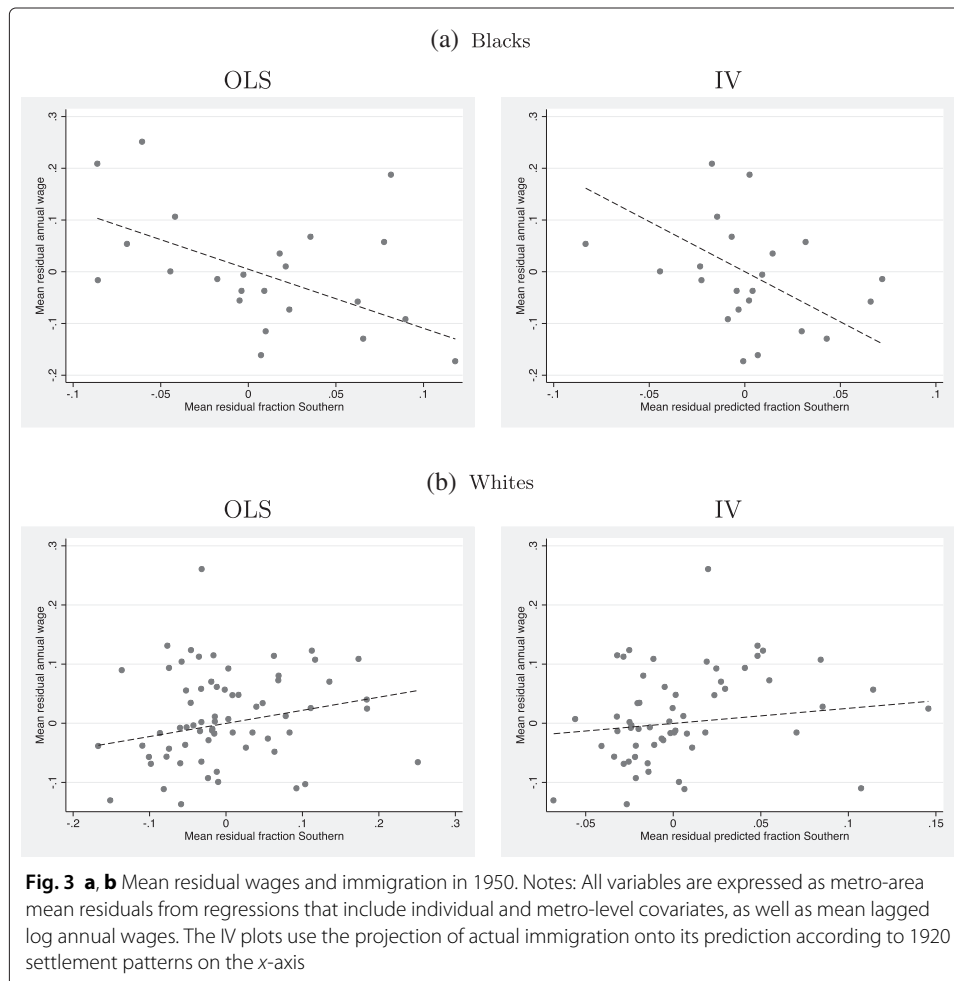 (a) Blacks
OLS
IV
Mean residual annual wage
.3
.2
.1
0
-.1
-.2
-.1
-.05
0
.05
.1
Mean residual fraction Southern
Mean residual annual wage
.3
.2
.1
0
-.1
-.2
-.1
-.05
0
.05
.1
Mean residual predicted fraction Southern
(b) Whites
OLS
IV
Mean residual annual wage
.3
.2
.1
0
-.1
-.2
-.1
0
.1
.2
.3
Mean residual fraction Southern
Mean residual annual wage
.3
.2
.1
0
-.1
-.05
0
.05
.1
.15
Mean residual predicted fraction Southern
Fig. 3 a, b Mean residual wages and immigration in 1950. Notes: All variables are expressed as metro-area
mean residuals from regressions that include individual and metro-level covariates, as well as mean lagged
log annual wages. The IV plots use the projection of actual immigration onto its prediction according to 1920
settlement patterns on the x-axis